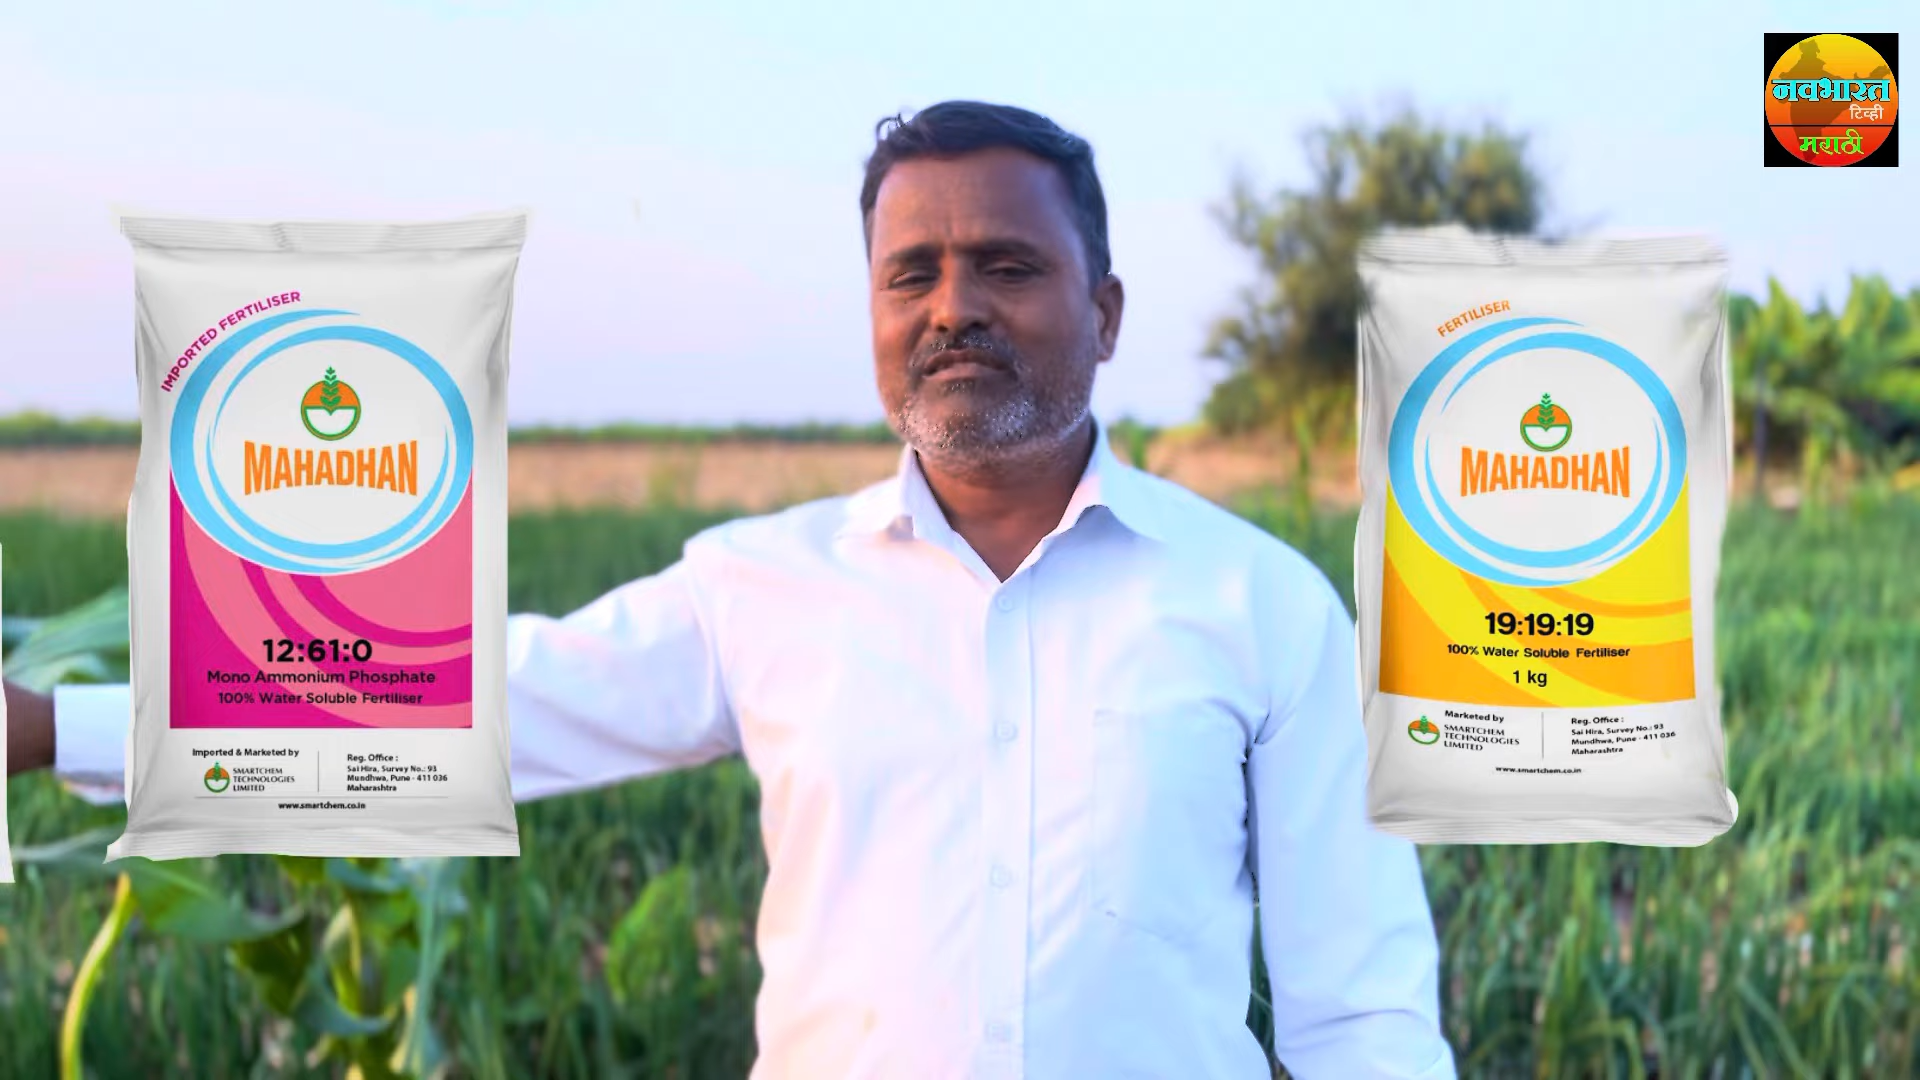 नवभारत
टिव्ही
मराठी
IMPORTED FERTILISER
MAHADHAN
12:61:0
Mono Ammonium Phosphate
100% Water Soluble Fertiliser
Imported & Marketed by
SMARTCHEM
TECHNOLOGIES
LIMITED
Reg. Office :
Sai Hira, Survey No.: 93
Mundhwa, Pune - 411 036
Maharashtra
www.smartchem.co.in
FERTILISER
MAHADHAN
19:19:19
100% Water Soluble Fertiliser
1 kg
Marketed by
SMARTCHEM
TECHNOLOGIES
LIMITED
Reg. Office :
Sai Hira, Survey No.: 93
Mundhwa, Pune - 411 036
Maharashtra
www.smartchem.co.in